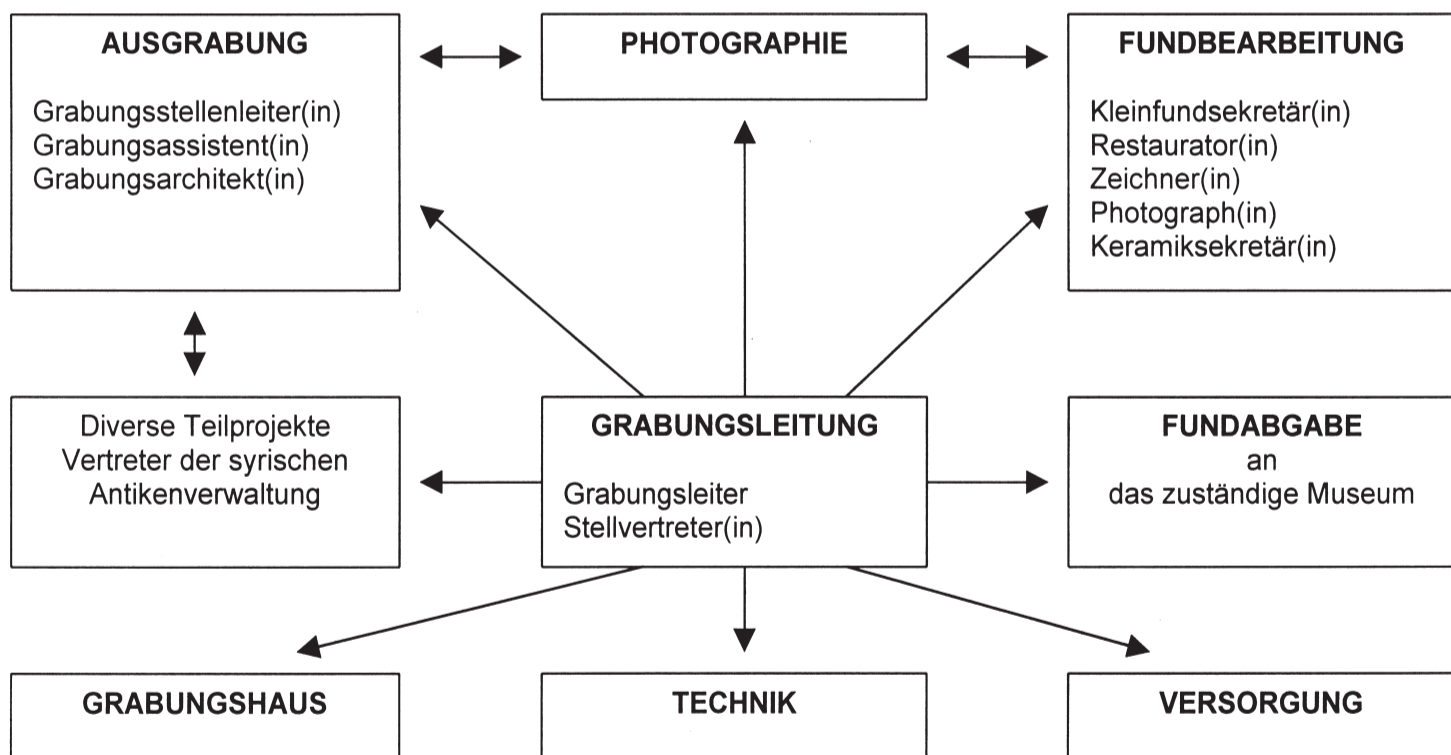 AUSGRABUNG
Grabungsstellenleiter(in)
Grabungsassistent(in)
Grabungsarchitekt(in)
PHOTOGRAPHIE
FUNDBEARBEITUNG
Kleinfundsekretär(in)
Restaurator(in)
Zeichner(in)
Photograph(in)
Keramiksekretär(in)
Diverse Teilprojekte
Vertreter der syrischen
Antikenverwaltung
GRABUNGSLEITUNG
Grabungsleiter
Stellvertreter(in)
FUNDABGABE
an
das zuständige Museum
GRABUNGSHAUS
TECHNIK
VERSORGUNG